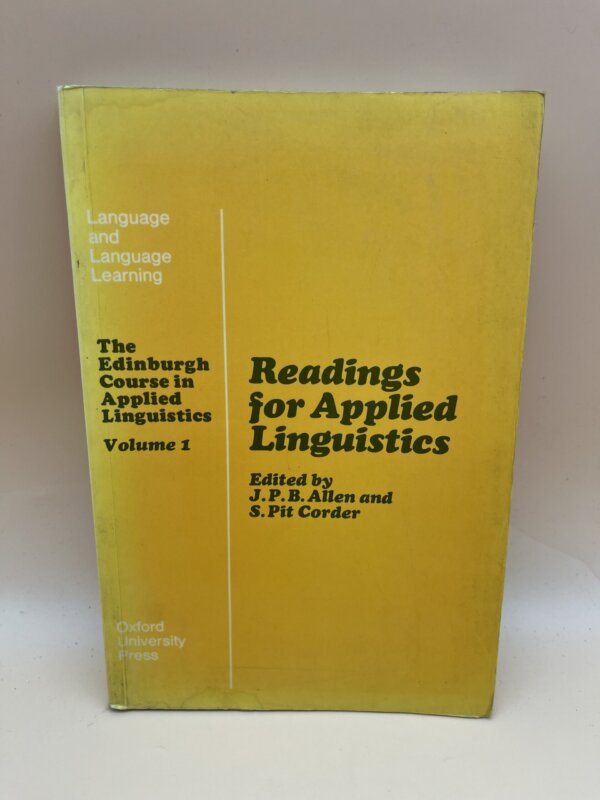 Language
and
Language
Learning
The
Edinburgh
Course in
Applied
Linguistics
Volume 1
Readings
for Applied
Linguistics
Edited by
J.P.B. Allen and
S. Pit Corder
Oxford
University
Press